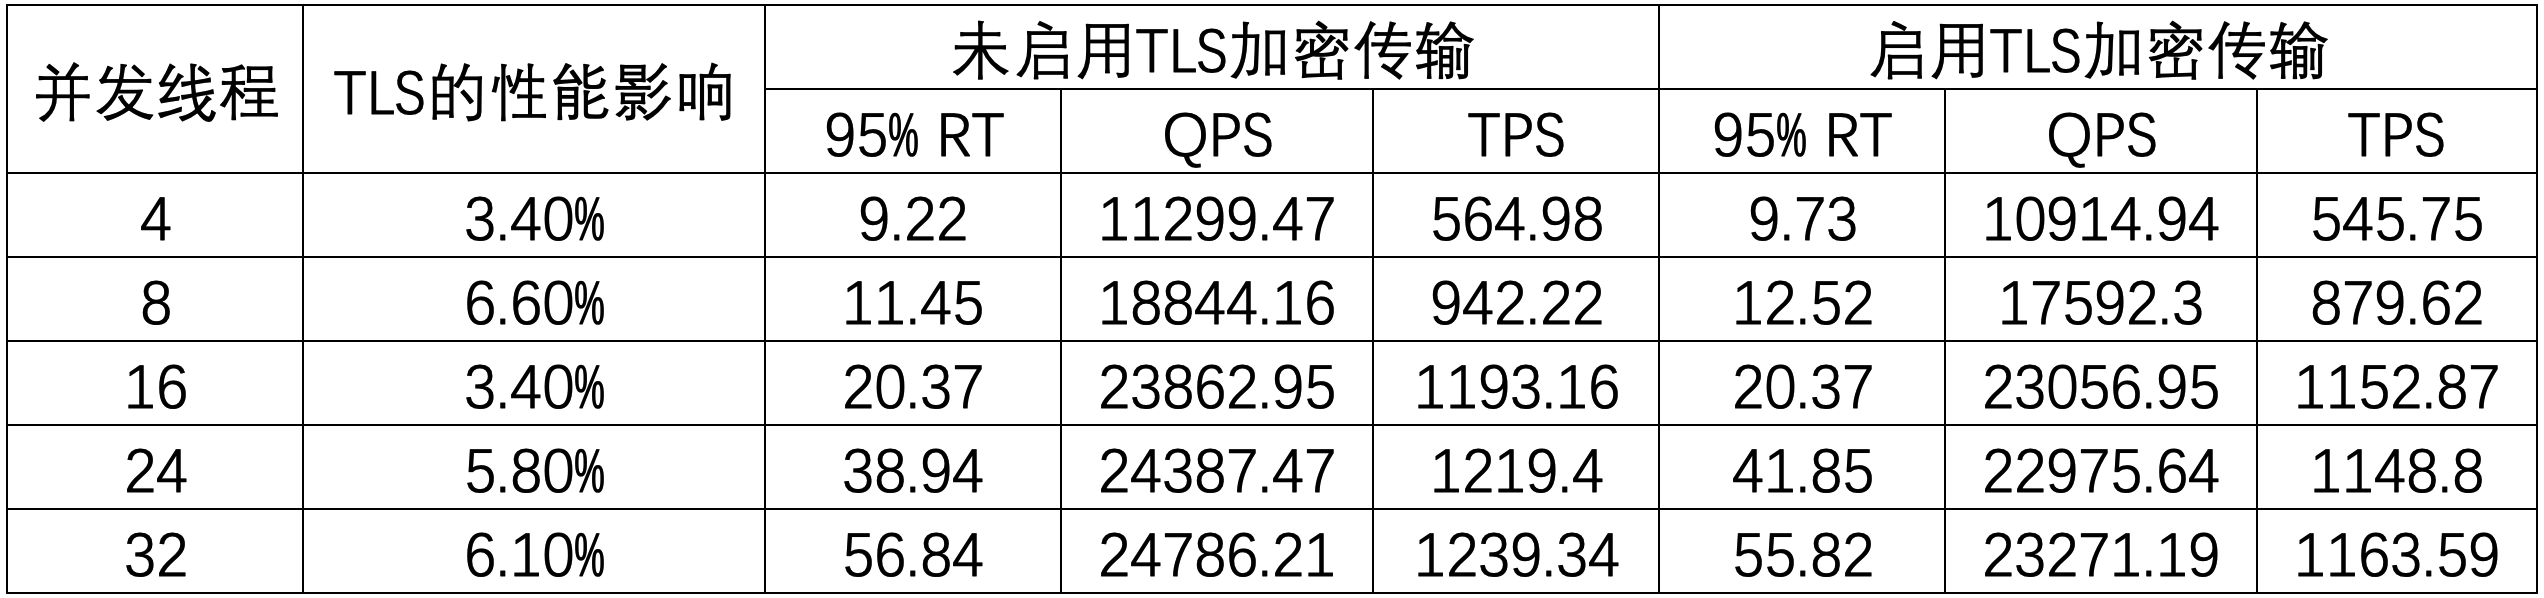 并发线程 TLS的性能影响 未启用TLS加密传输 启用TLS加密传输
95% RT QPS TPS 95% RT QPS TPS
4 3.40% 9.22 11299.47 564.98 9.73 10914.94 545.75
8 6.60% 11.45 18844.16 942.22 12.52 17592.3 879.62
16 3.40% 20.37 23862.95 1193.16 20.37 23056.95 1152.87
24 5.80% 38.94 24387.47 1219.4 41.85 22975.64 1148.8
32 6.10% 56.84 24786.21 1239.34 55.82 23271.19 1163.59